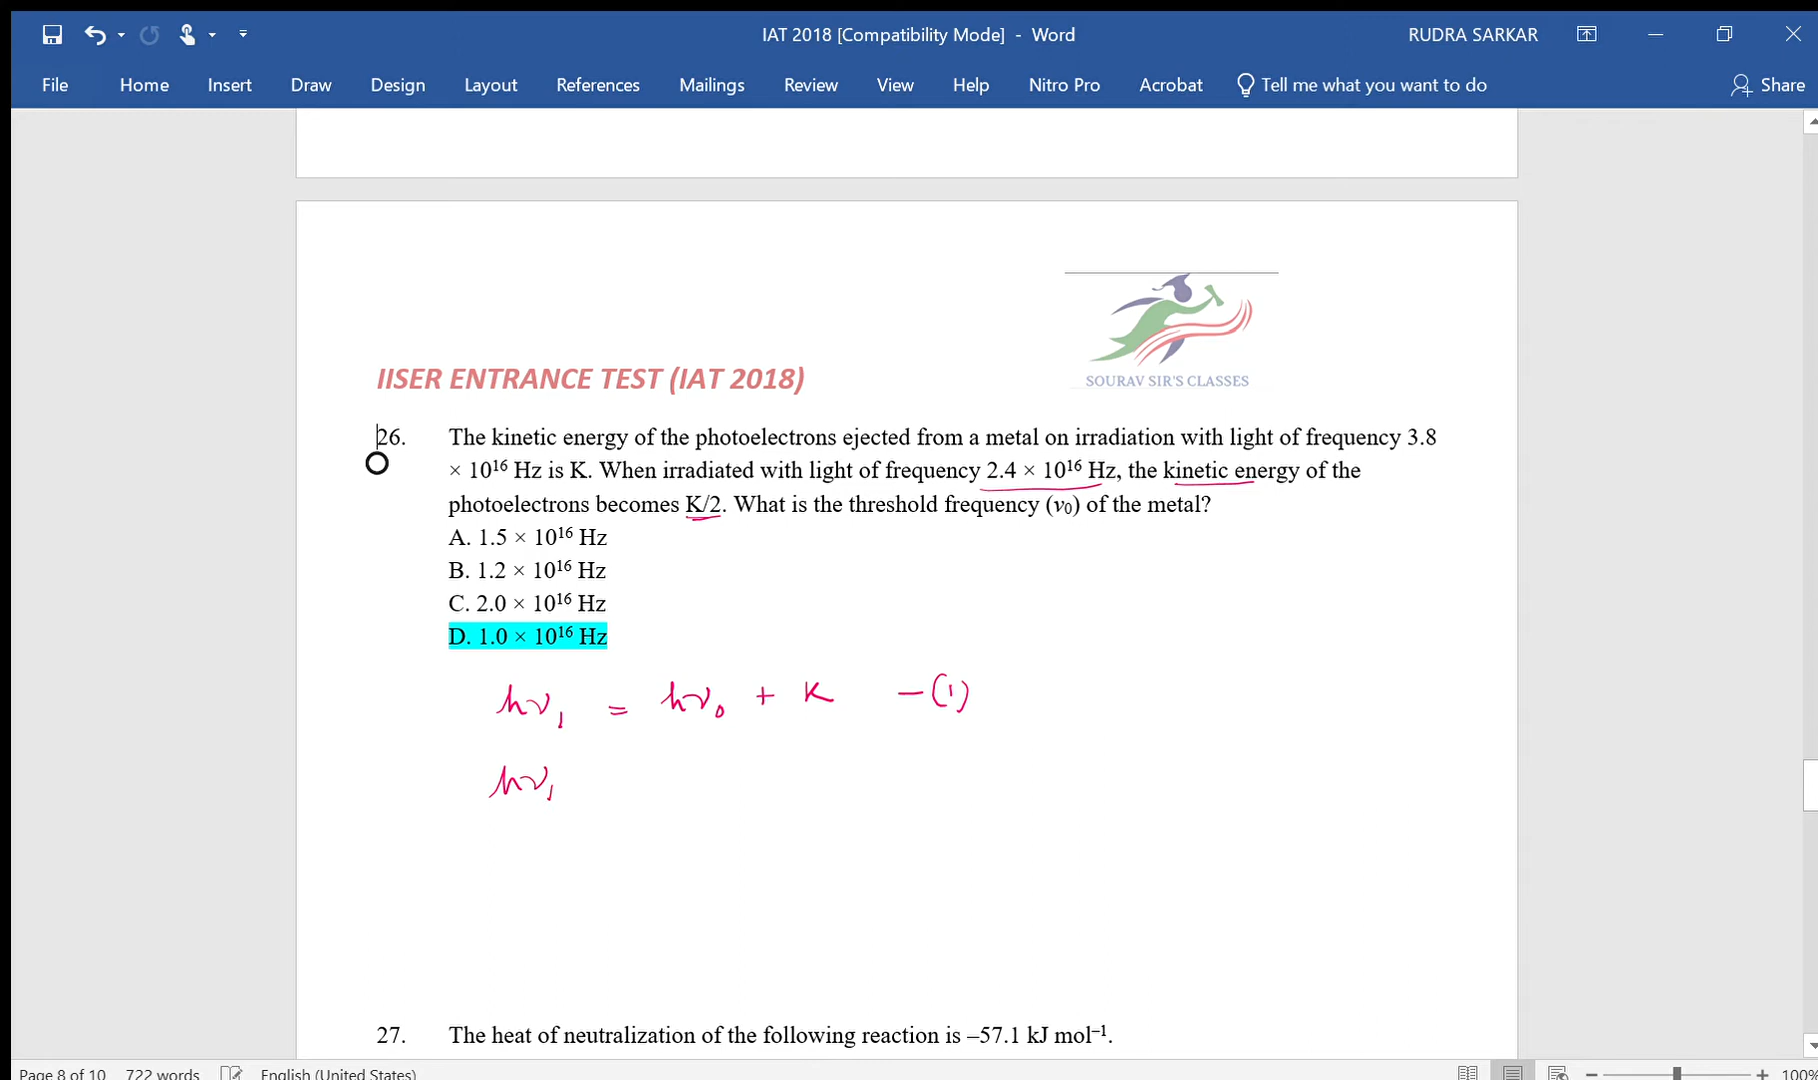 IAT 2018 [Compatibility Mode] - Word
RUDRA SARKAR
File Home Insert Draw Design Layout References Mailings Review View Help Nitro Pro Acrobat Tell me what you want to do Share
SOURAV SIR'S CLASSES
IISER ENTRANCE TEST (IAT 2018)
26. The kinetic energy of the photoelectrons ejected from a metal on irradiation with light of frequency 3.8
× 10¹⁶ Hz is K. When irradiated with light of frequency 2.4 × 10¹⁶ Hz, the kinetic energy of the
photoelectrons becomes K/2. What is the threshold frequency (ν₀) of the metal?
A. 1.5 × 10¹⁶ Hz
B. 1.2 × 10¹⁶ Hz
C. 2.0 × 10¹⁶ Hz
D. 1.0 × 10¹⁶ Hz
hν₁ = hν₀ + K -(1)
hν₁
27. The heat of neutralization of the following reaction is –57.1 kJ mol⁻¹.
Page 8 of 10 722 words English (United States) 100%